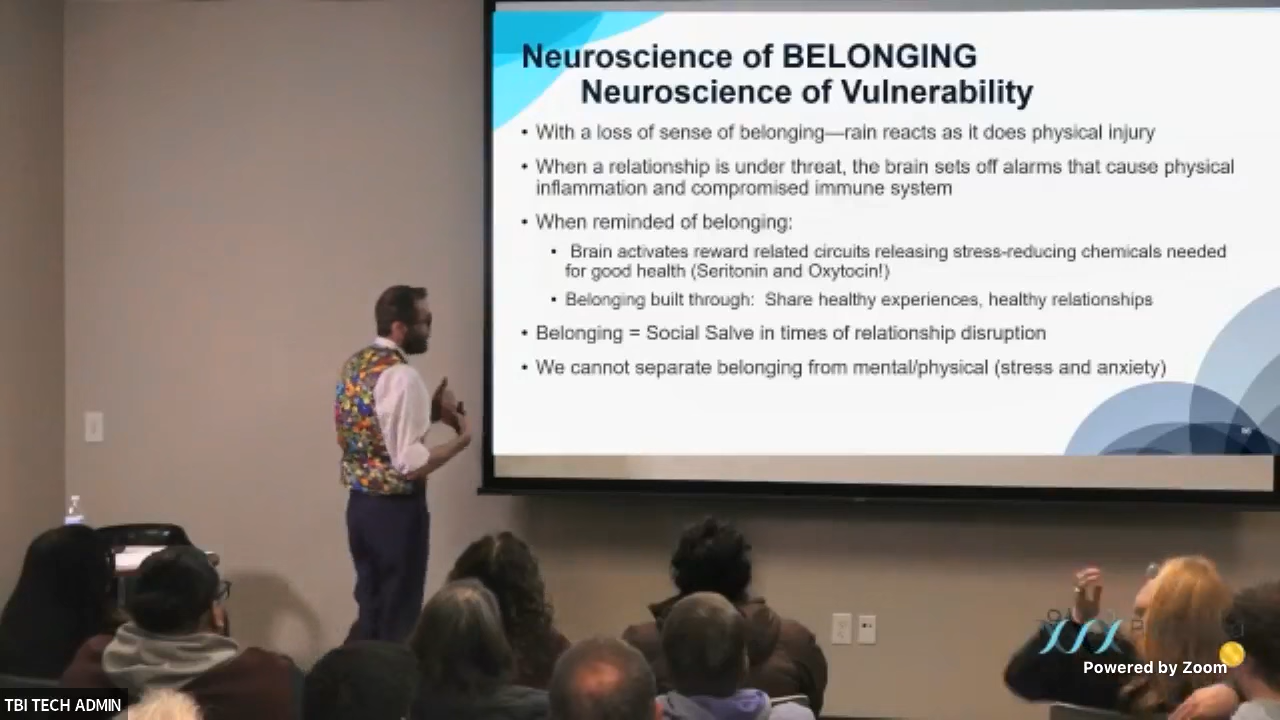 Neuroscience of BELONGING
Neuroscience of Vulnerability
• With a loss of sense of belonging—rain reacts as it does physical injury
• When a relationship is under threat, the brain sets off alarms that cause physical
inflammation and compromised immune system
• When reminded of belonging:
• Brain activates reward related circuits releasing stress-reducing chemicals needed
for good health (Seritonin and Oxytocin!)
• Belonging built through: Share healthy experiences, healthy relationships
• Belonging = Social Salve in times of relationship disruption
• We cannot separate belonging from mental/physical (stress and anxiety)
Powered by Zoom
TBI TECH ADMIN